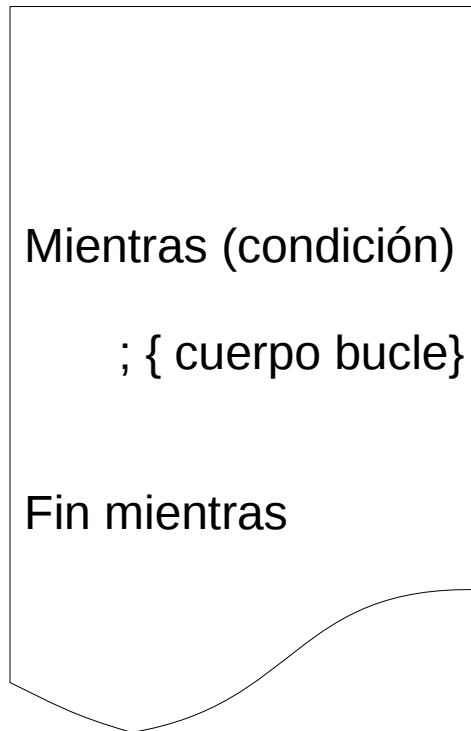 Mientras (condición)
; { cuerpo bucle}
Fin mientras